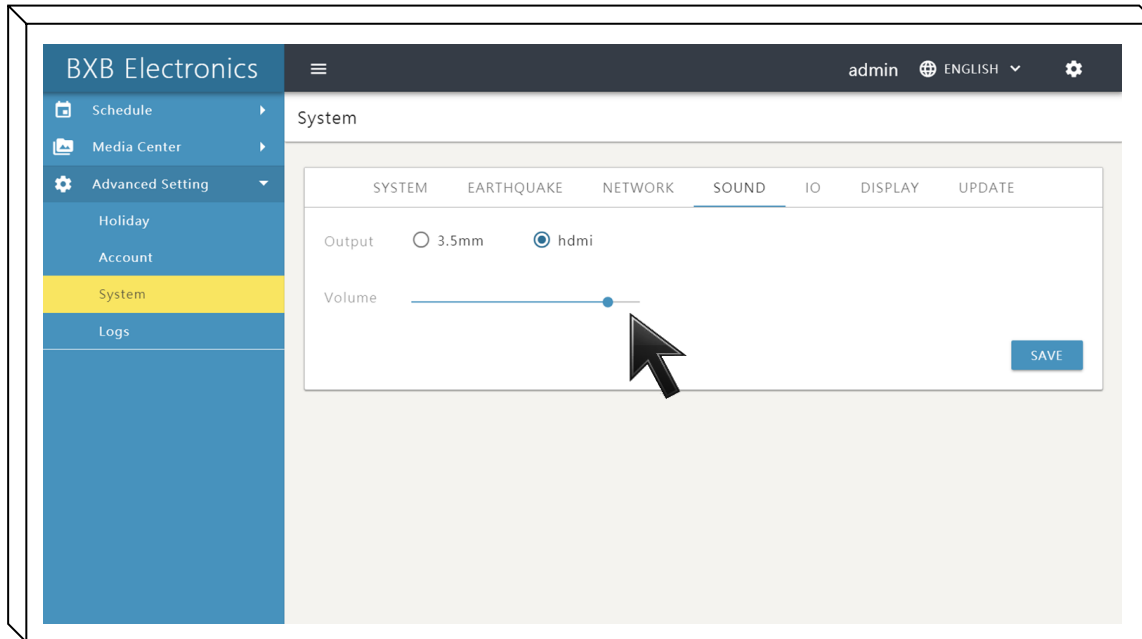 BXB Electronics
admin ENGLISH
Schedule
Media Center
Advanced Setting
Holiday
Account
System
Logs
System
SYSTEM EARTHQUAKE NETWORK SOUND IO DISPLAY UPDATE
Output 3.5mm hdmi
Volume
SAVE